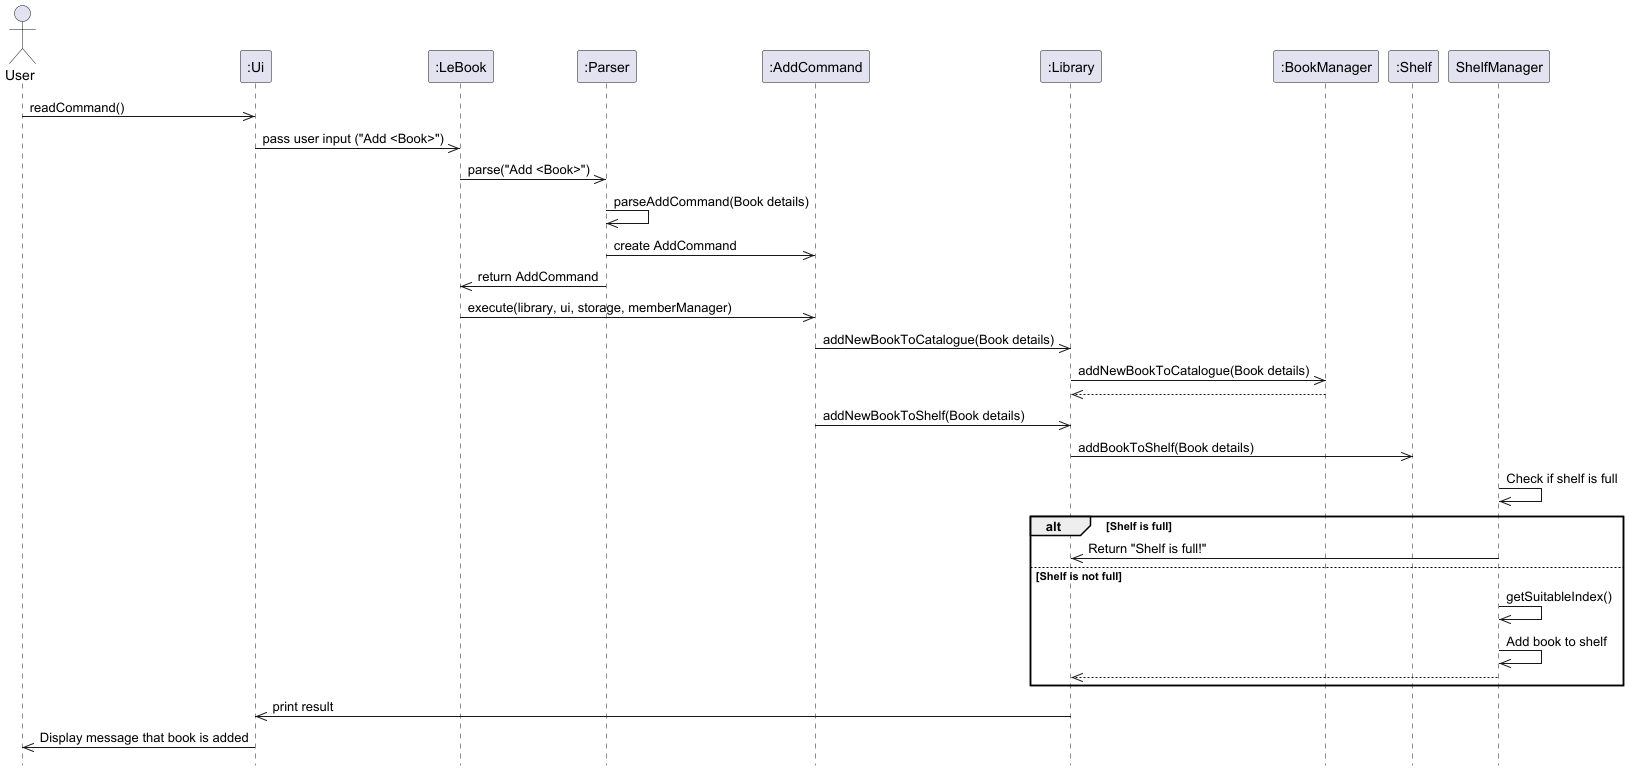 User
:Ui
:LeBook
:Parser
:AddCommand
:Library
:BookManager
:Shelf
ShelfManager
readCommand()
pass user input ("Add <Book>")
parse("Add <Book>")
parseAddCommand(Book details)
create AddCommand
return AddCommand
execute(library, ui, storage, memberManager)
addNewBookToCatalogue(Book details)
addNewBookToCatalogue(Book details)
addNewBookToShelf(Book details)
addBookToShelf(Book details)
Check if shelf is full
alt [Shelf is full]
Return "Shelf is full!"
[Shelf is not full]
getSuitableIndex()
Add book to shelf
print result
Display message that book is added